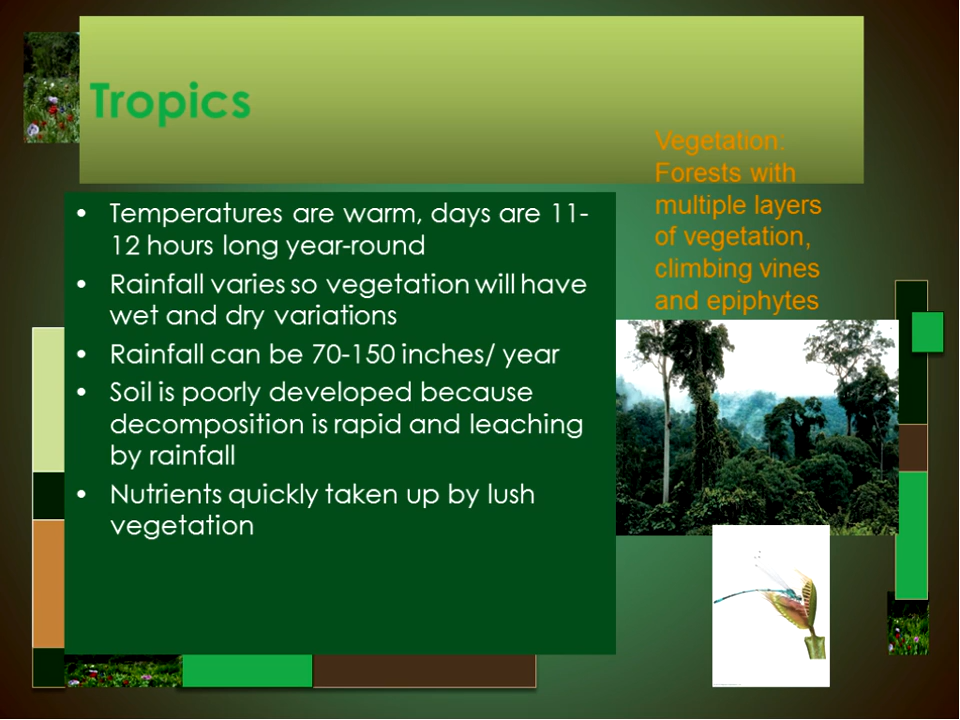 Tropics
Vegetation:
Forests with
multiple layers
of vegetation,
climbing vines
and epiphytes
• Temperatures are warm, days are 11-
12 hours long year-round
• Rainfall varies so vegetation will have
wet and dry variations
• Rainfall can be 70-150 inches/ year
• Soil is poorly developed because
decomposition is rapid and leaching
by rainfall
• Nutrients quickly taken up by lush
vegetation